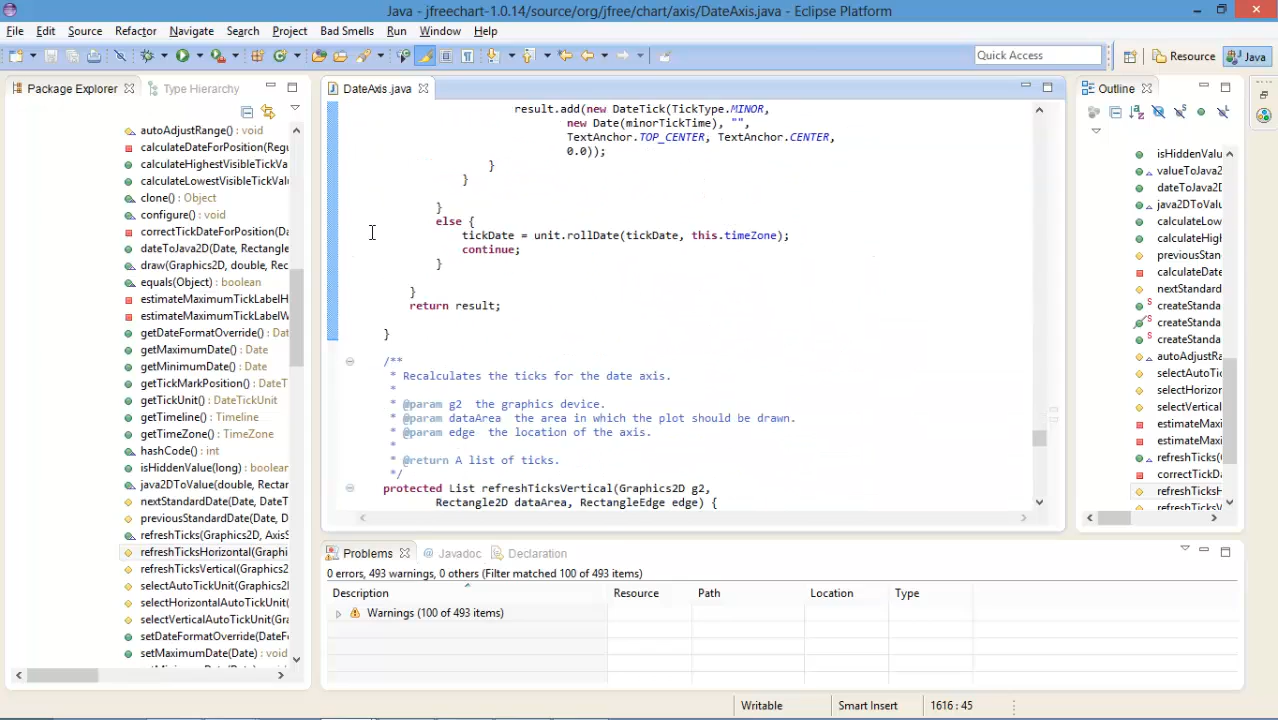 Java - jfreechart-1.0.14/source/org/jfree/chart/axis/DateAxis.java - Eclipse Platform
File Edit Source Refactor Navigate Search Project Bad Smells Run Window Help
Quick Access Resource Java
Package Explorer Type Hierarchy
autoAdjustRange() : void
calculateDateForPosition(Regu
calculateHighestVisibleTickVa
calculateLowestVisibleTickVal
clone() : Object
configure() : void
correctTickDateForPosition(Da
dateToJava2D(Date, Rectangle
draw(Graphics2D, double, Rec
equals(Object) : boolean
estimateMaximumTickLabelH
estimateMaximumTickLabelW
getDateFormatOverride() : Dat
getMaximumDate() : Date
getMinimumDate() : Date
getTickMarkPosition() : DateT
getTickUnit() : DateTickUnit
getTimeline() : Timeline
getTimeZone() : TimeZone
hashCode() : int
isHiddenValue(long) : boolean
java2DToValue(double, Rectan
nextStandardDate(Date, DateT
previousStandardDate(Date, D
refreshTicks(Graphics2D, AxisS
refreshTicksHorizontal(Graphi
refreshTicksVertical(Graphics2
selectAutoTickUnit(Graphics2
selectHorizontalAutoTickUnit(
selectVerticalAutoTickUnit(Gra
setDateFormatOverride(DateFo
setMaximumDate(Date) : void
DateAxis.java
result.add(new DateTick(TickType.MINOR,
new Date(minorTickTime), "",
TextAnchor.TOP_CENTER, TextAnchor.CENTER,
0.0));
}
}
}
else {
tickDate = unit.rollDate(tickDate, this.timeZone);
continue;
}
}
return result;
}
/**
* Recalculates the ticks for the date axis.
*
* @param g2  the graphics device.
* @param dataArea  the area in which the plot should be drawn.
* @param edge  the location of the axis.
*
* @return A list of ticks.
*/
protected List refreshTicksVertical(Graphics2D g2,
Rectangle2D dataArea, RectangleEdge edge) {
Outline
isHiddenValu
valueToJava2
dateToJava2D
java2DToValu
calculateLow
calculateHigh
previousStan
calculateDate
nextStandard
createStanda
createStanda
createStanda
autoAdjustRa
selectAutoTic
selectHorizon
selectVertical
estimateMaxi
estimateMaxi
refreshTicks(
correctTickDa
refreshTicksH
Problems @ Javadoc Declaration
0 errors, 493 warnings, 0 others (Filter matched 100 of 493 items)
Description Resource Path Location Type
Warnings (100 of 493 items)
Writable Smart Insert 1616 : 45